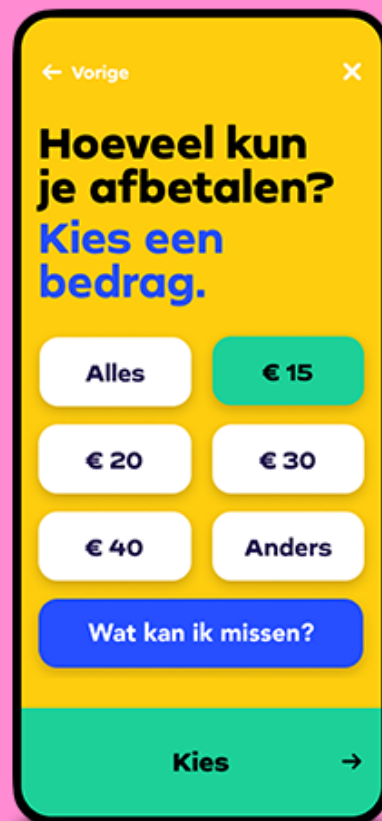 ← Vorige
Hoeveel kun
je afbetalen?
Kies een
bedrag.
Alles
€ 15
€ 20
€ 30
€ 40
Anders
Wat kan ik missen?
Kies →